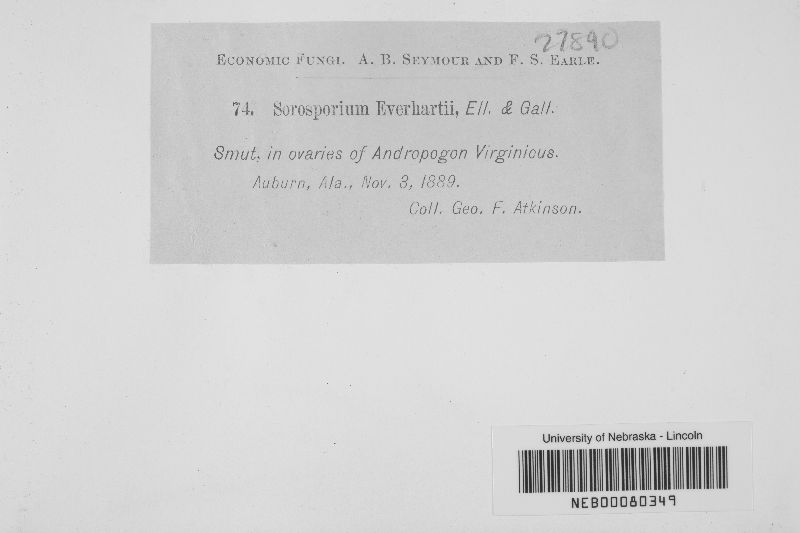 27890
Economic Fungi. A. B. Seymour and F. S. Earle.
74. Sorosporium Everhartii, Ell. & Gall.
Smut, in ovaries of Andropogon Virginicus.
Auburn, Ala., Nov. 3, 1889.
Coll. Geo. F. Atkinson.
University of Nebraska - Lincoln
NEB00080349